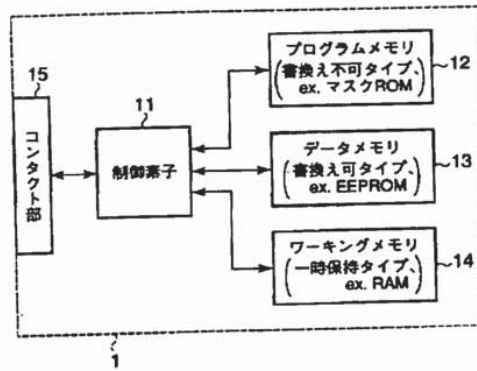 15
コンタクト部
11
制御素子
プログラムメモリ
(書換え不可タイプ、
ex. マスクROM)
12
データメモリ
(書換え可タイプ、
ex. EEPROM)
13
ワーキングメモリ
(一時保持タイプ、
ex. RAM)
14
1